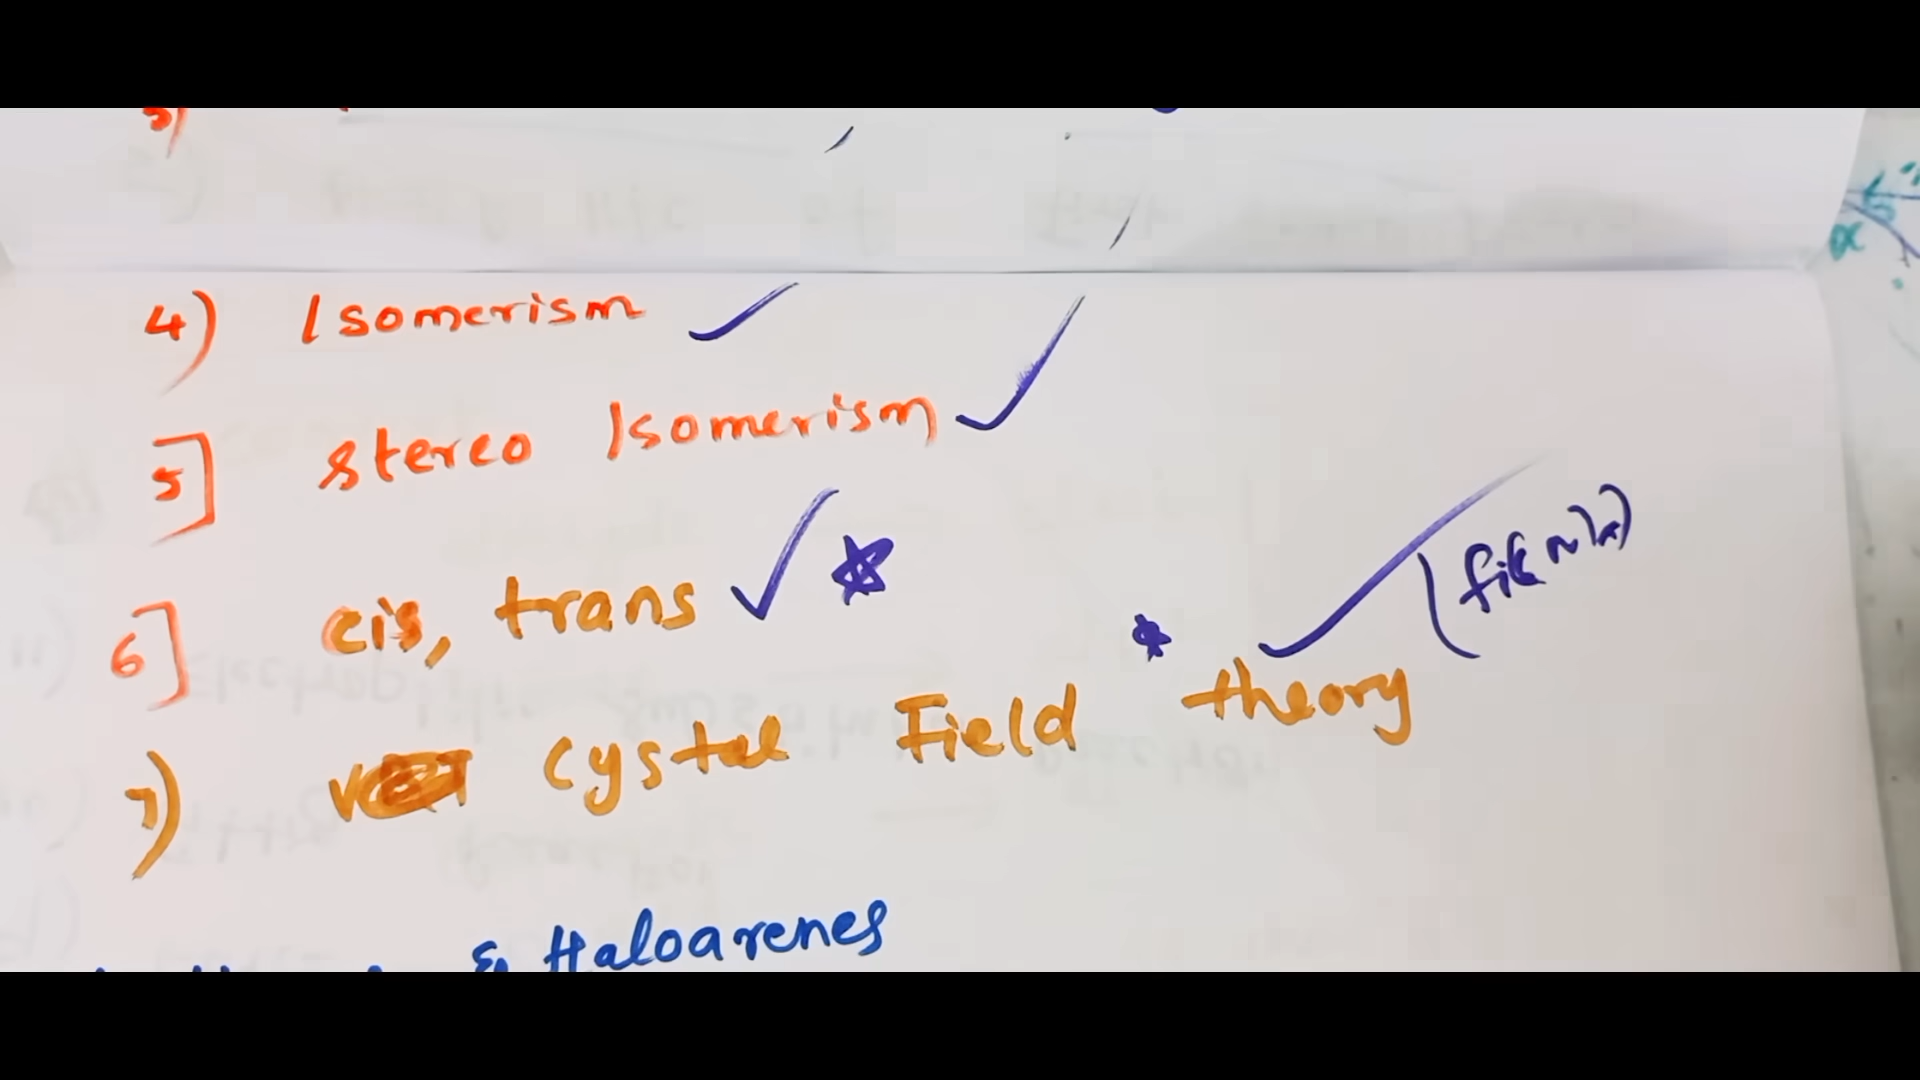 4) Isomerism
5] stereo Isomerism
6] cis, trans
7) Cystal Field theory
& Haloarenes